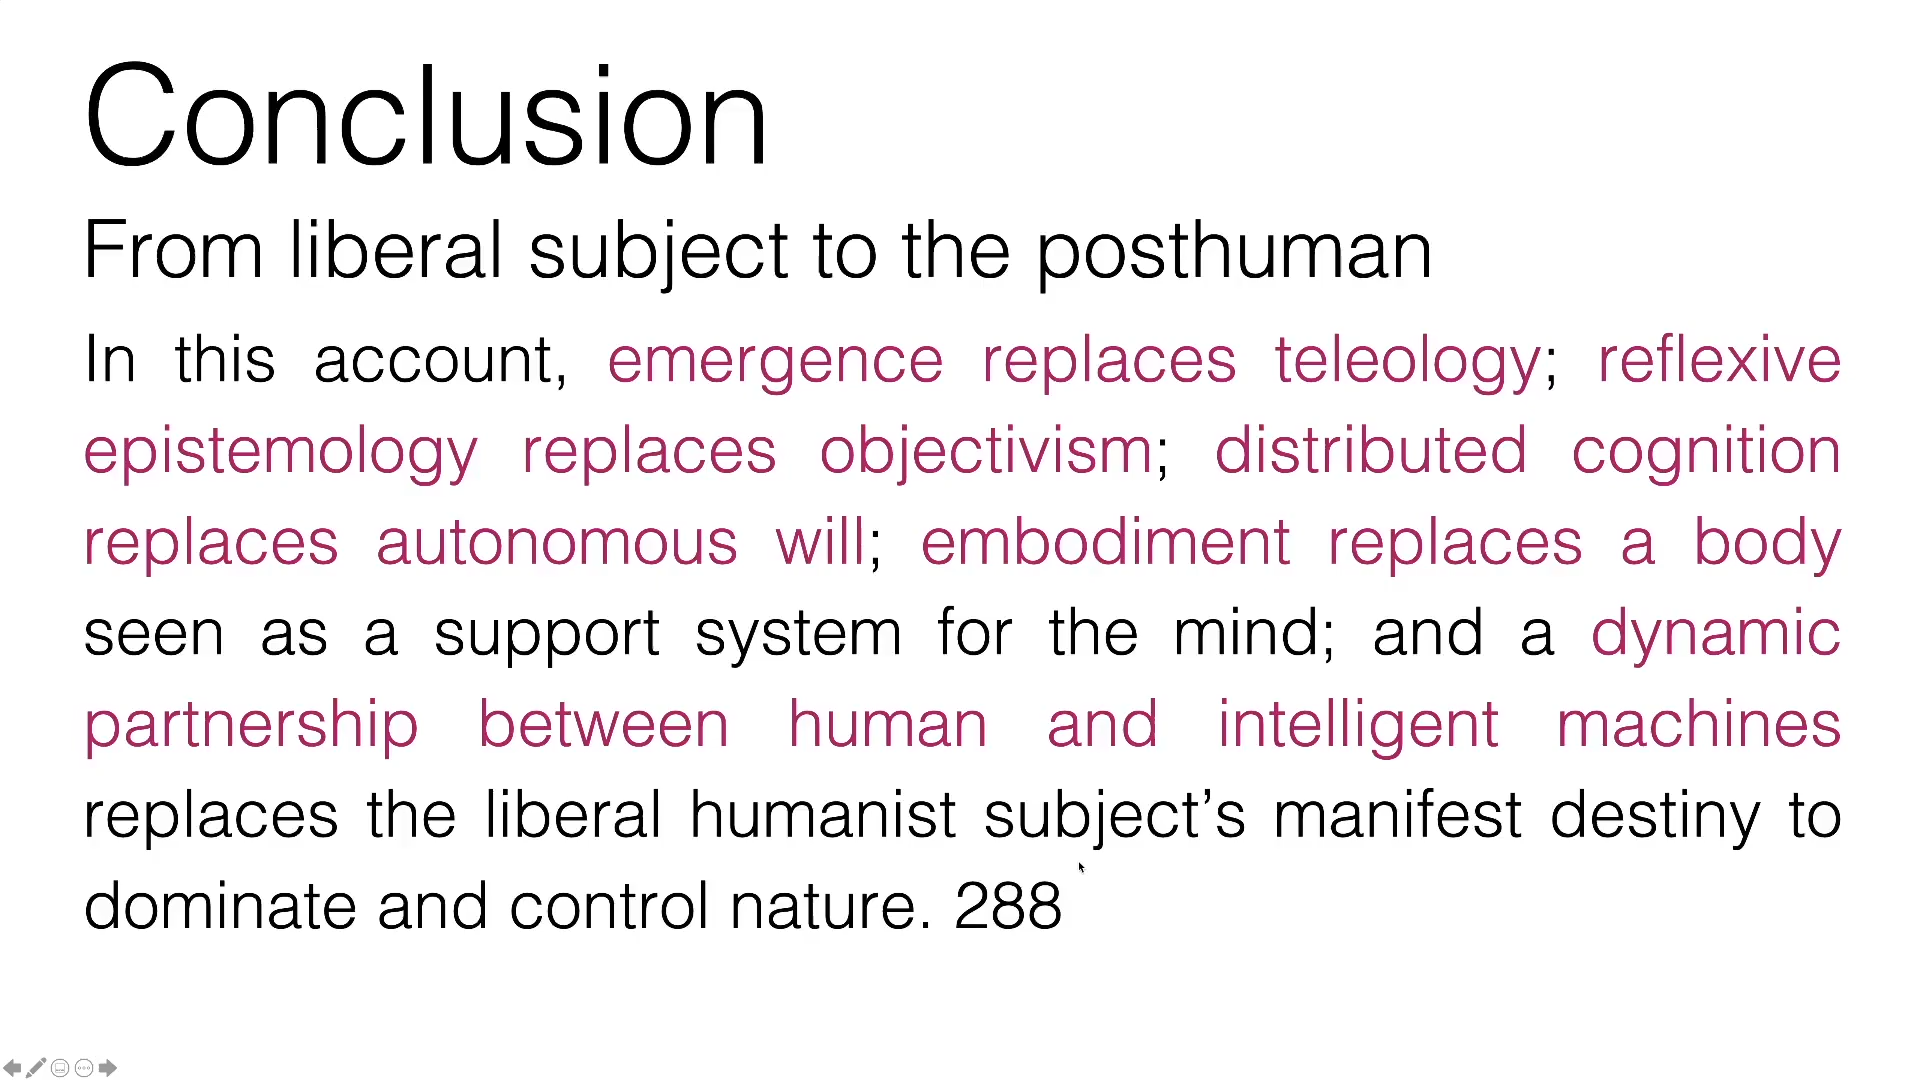 Conclusion
From liberal subject to the posthuman
In this account, emergence replaces teleology; reflexive
epistemology replaces objectivism; distributed cognition
replaces autonomous will; embodiment replaces a body
seen as a support system for the mind; and a dynamic
partnership between human and intelligent machines
replaces the liberal humanist subject’s manifest destiny to
dominate and control nature. 288